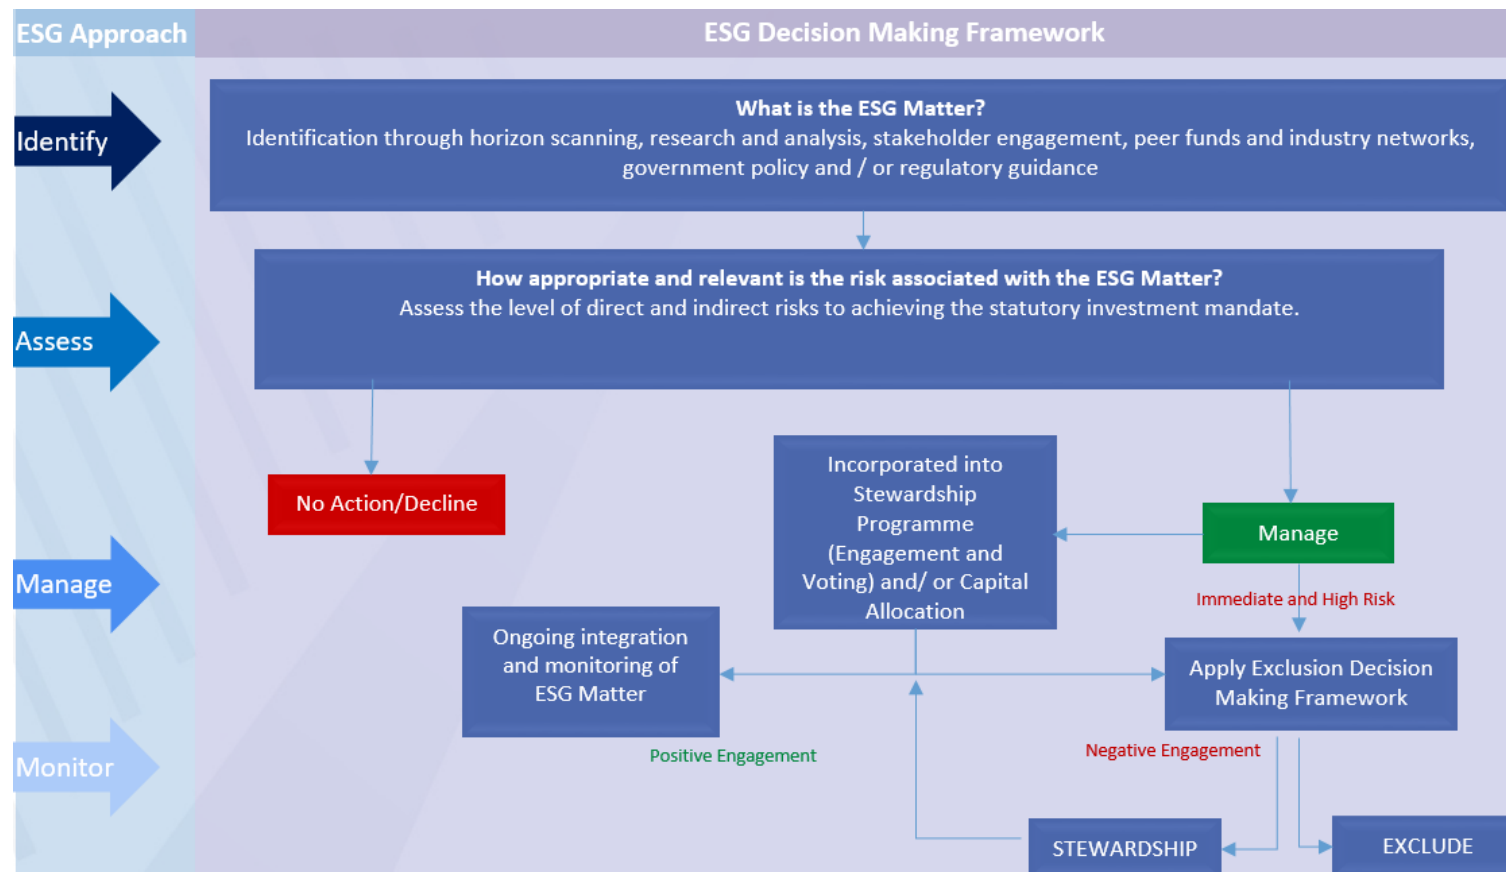 ESG Approach
ESG Decision Making Framework
Identify
What is the ESG Matter?
Identification through horizon scanning, research and analysis, stakeholder engagement, peer funds and industry networks,
government policy and / or regulatory guidance
Assess
How appropriate and relevant is the risk associated with the ESG Matter?
Assess the level of direct and indirect risks to achieving the statutory investment mandate.
No Action/Decline
Incorporated into
Stewardship
Programme
(Engagement and
Voting) and/ or Capital
Allocation
Manage
Immediate and High Risk
Manage
Ongoing integration
and monitoring of
ESG Matter
Apply Exclusion Decision
Making Framework
Positive Engagement
Negative Engagement
Monitor
STEWARDSHIP
EXCLUDE